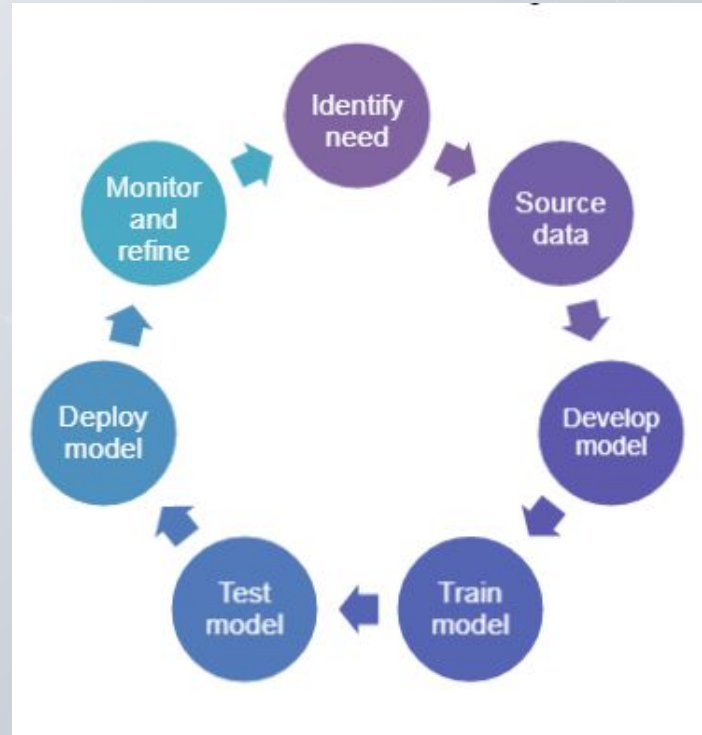 Identify
need
Source
data
Develop
model
Train
model
Test
model
Deploy
model
Monitor
and
refine